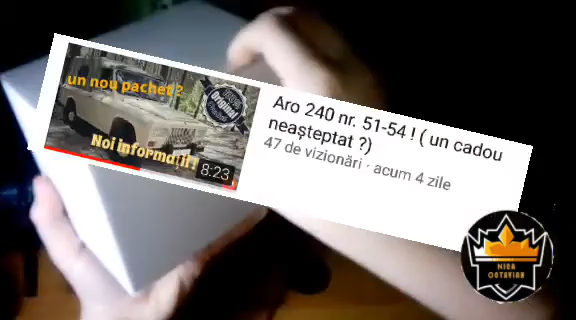 un nou pachet ?
Original
Noi informații !
8:23
Aro 240 nr. 51-54 ! ( un cadou
neașteptat ?)
47 de vizionări · acum 4 zile
NICA
OCTAVIAN